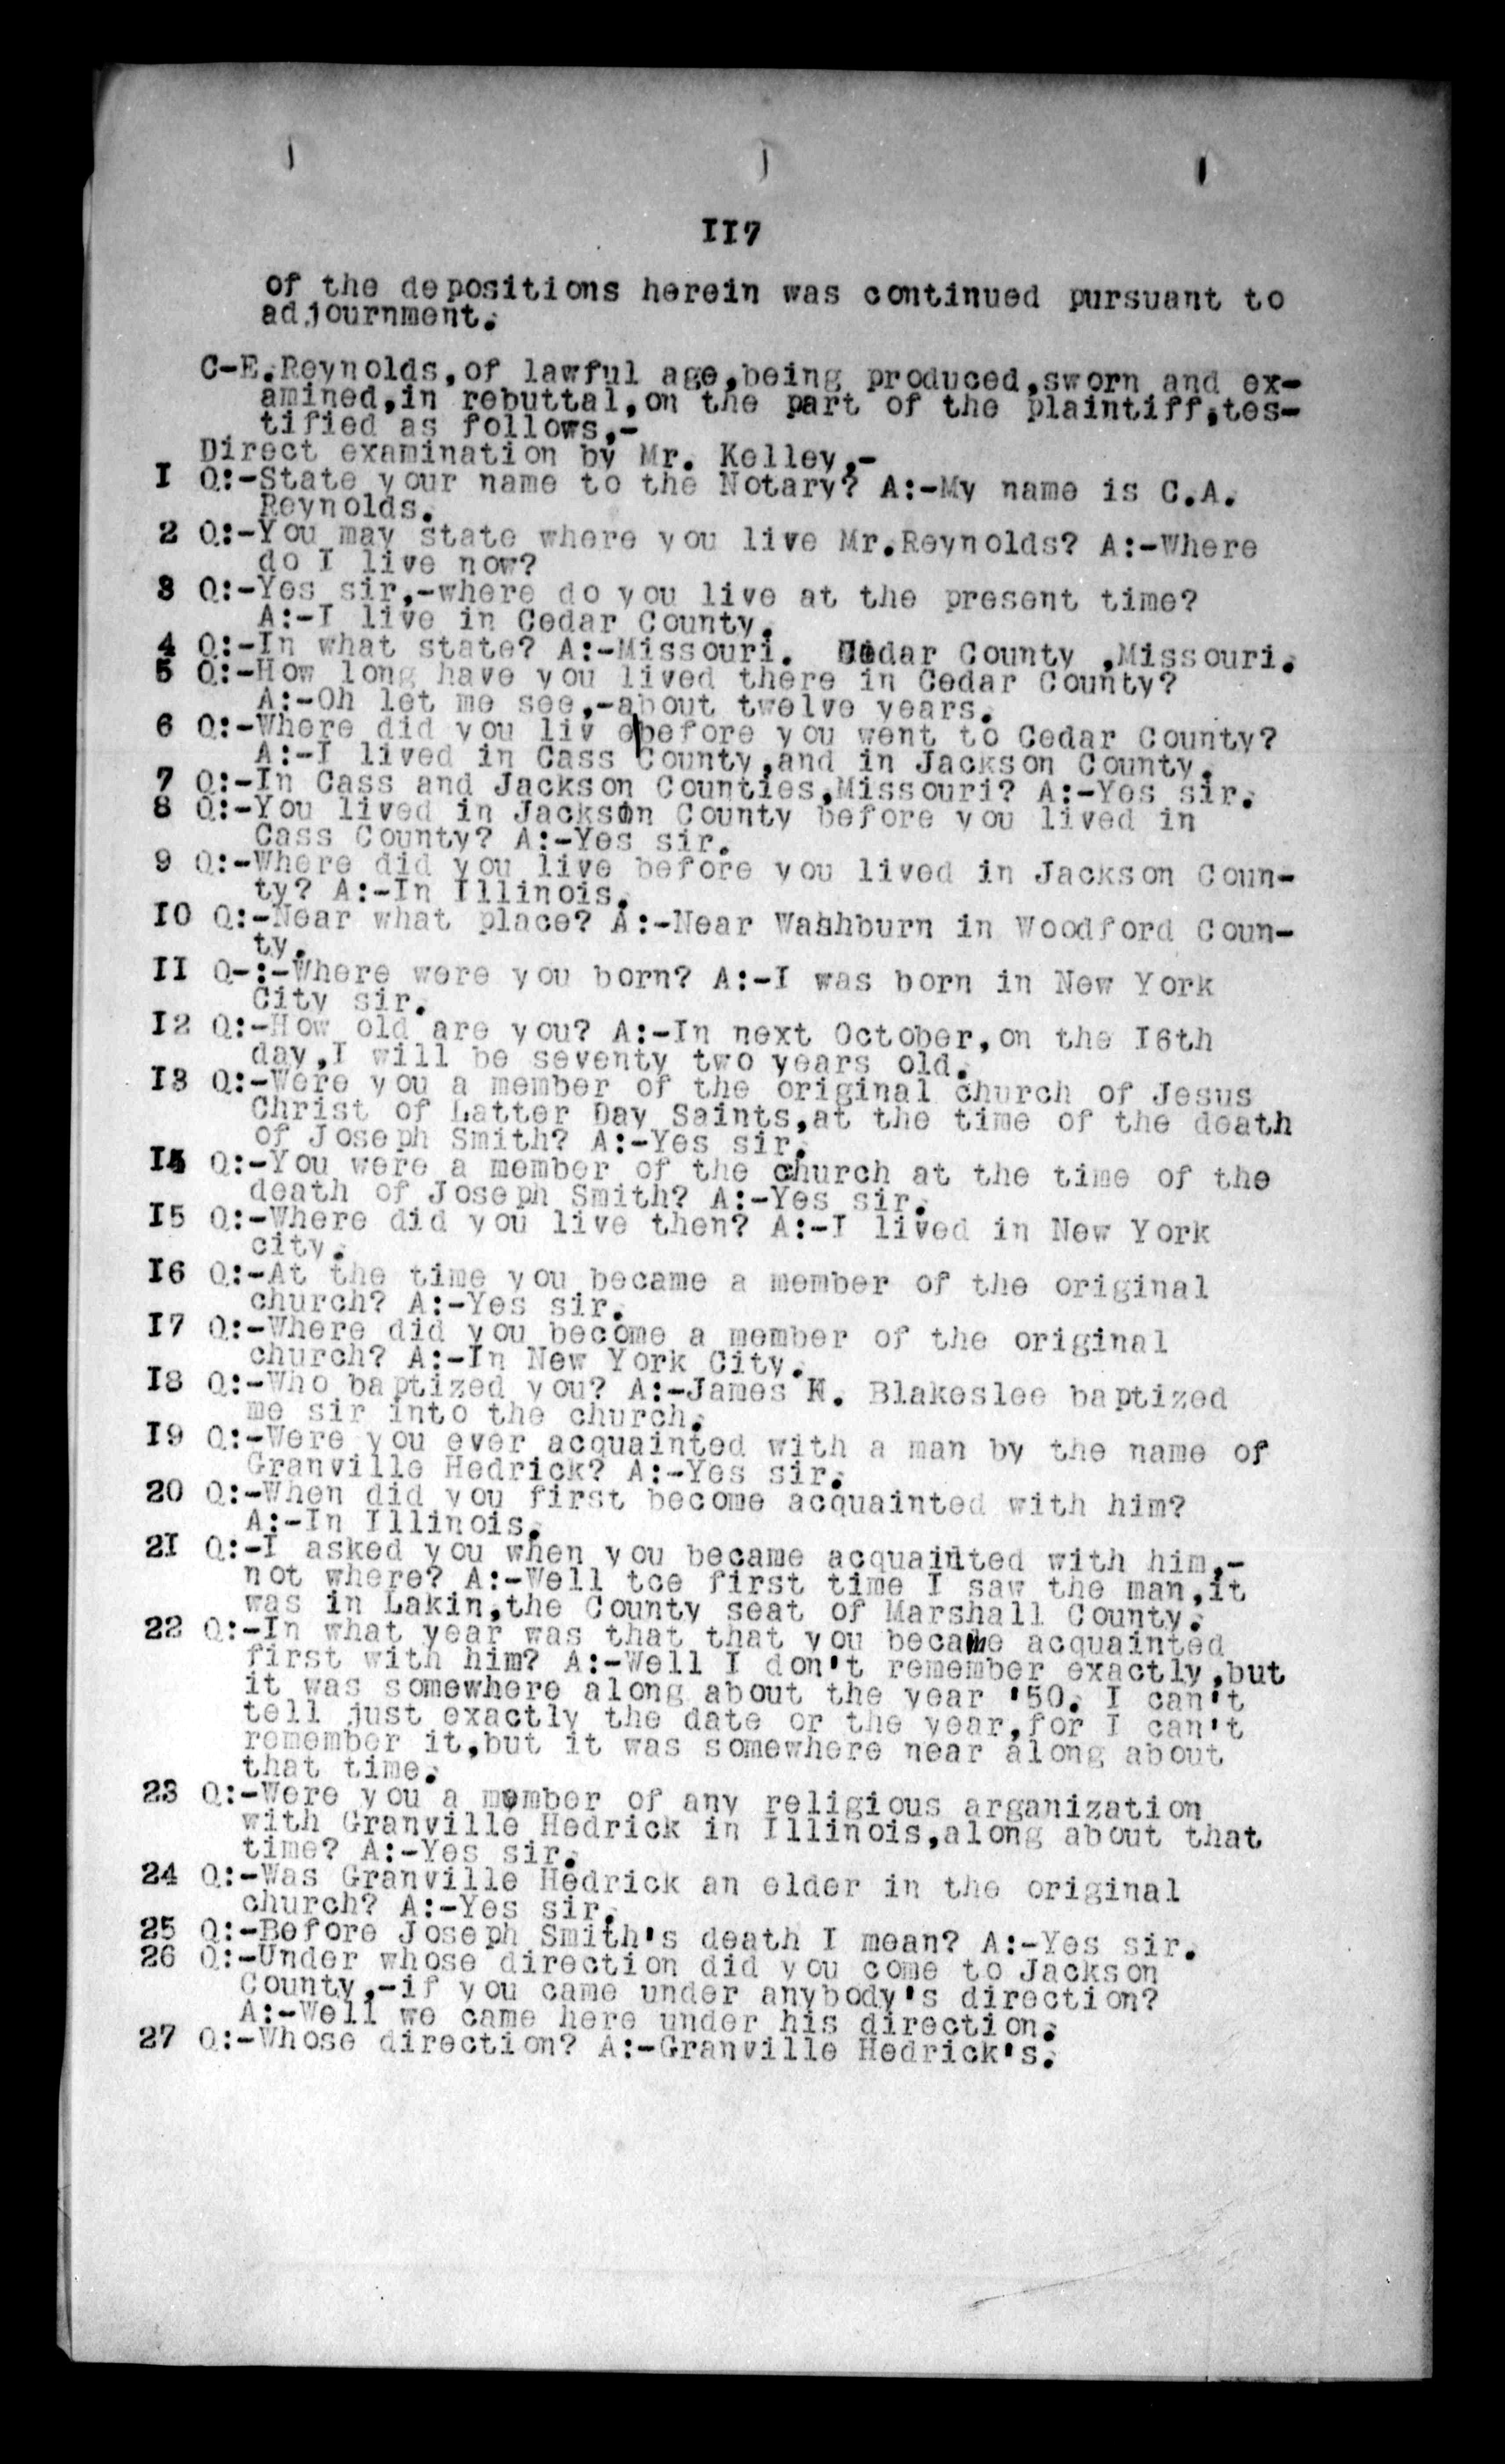 II7
of the depositions herein was continued pursuant to
adjournment.
C-E.Reynolds,of lawful age,being produced,sworn and ex-
amined,in rebuttal,on the part of the plaintiff,tes-
tified as follows,-
Direct examination by Mr. Kelley,-
I Q:-State your name to the Notary? A:-My name is C.A.
Reynolds.
2 Q:-You may state where you live Mr.Reynolds? A:-Where
do I live now?
3 Q:-Yes sir,-where do you live at the present time?
A:-I live in Cedar County.
4 Q:-In what state? A:-Missouri. Cedar County ,Missouri.
5 Q:-How long have you lived there in Cedar County?
A:-Oh let me see,-about twelve years.
6 Q:-Where did you liv e|before you went to Cedar County?
A:-I lived in Cass County,and in Jackson County.
7 Q:-In Cass and Jackson Counties,Missouri? A:-Yes sir.
8 Q:-You lived in Jackson County before you lived in
Cass County? A:-Yes sir.
9 Q:-Where did you live before you lived in Jackson Coun-
ty? A:-In Illinois.
IO Q:-Near what place? A:-Near Washburn in Woodford Coun-
ty.
II Q-:-Where were you born? A:-I was born in New York
City sir.
I2 Q:-How old are you? A:-In next October,on the I6th
day,I will be seventy two years old.
I3 Q:-Were you a member of the original church of Jesus
Christ of Latter Day Saints,at the time of the death
of Joseph Smith? A:-Yes sir.
I4 Q:-You were a member of the church at the time of the
death of Joseph Smith? A:-Yes sir.
I5 Q:-Where did you live then? A:-I lived in New York
city.
I6 Q:-At the time you became a member of the original
church? A:-Yes sir.
I7 Q:-Where did you become a member of the original
church? A:-In New York City.
I8 Q:-Who baptized you? A:-James H. Blakeslee baptized
me sir into the church.
I9 Q:-Were you ever acquainted with a man by the name of
Granville Hedrick? A:-Yes sir.
20 Q:-When did you first become acquainted with him?
A:-In Illinois.
2I Q:-I asked you when you became acquainted with him,-
not where? A:-Well tce first time I saw the man,it
was in Lakin,the County seat of Marshall County.
22 Q:-In what year was that that you became acquainted
first with him? A:-Well I don't remember exactly,but
it was somewhere along about the year '50. I can't
tell just exactly the date or the year,for I can't
remember it,but it was somewhere near along about
that time.
23 Q:-Were you a member of any religious arganization
with Granville Hedrick in Illinois,along about that
time? A:-Yes sir.
24 Q:-Was Granville Hedrick an elder in the original
church? A:-Yes sir.
25 Q:-Before Joseph Smith's death I mean? A:-Yes sir.
26 Q:-Under whose direction did you come to Jackson
County,-if you came under anybody's direction?
A:-Well we came here under his direction.
27 Q:-Whose direction? A:-Granville Hedrick's.